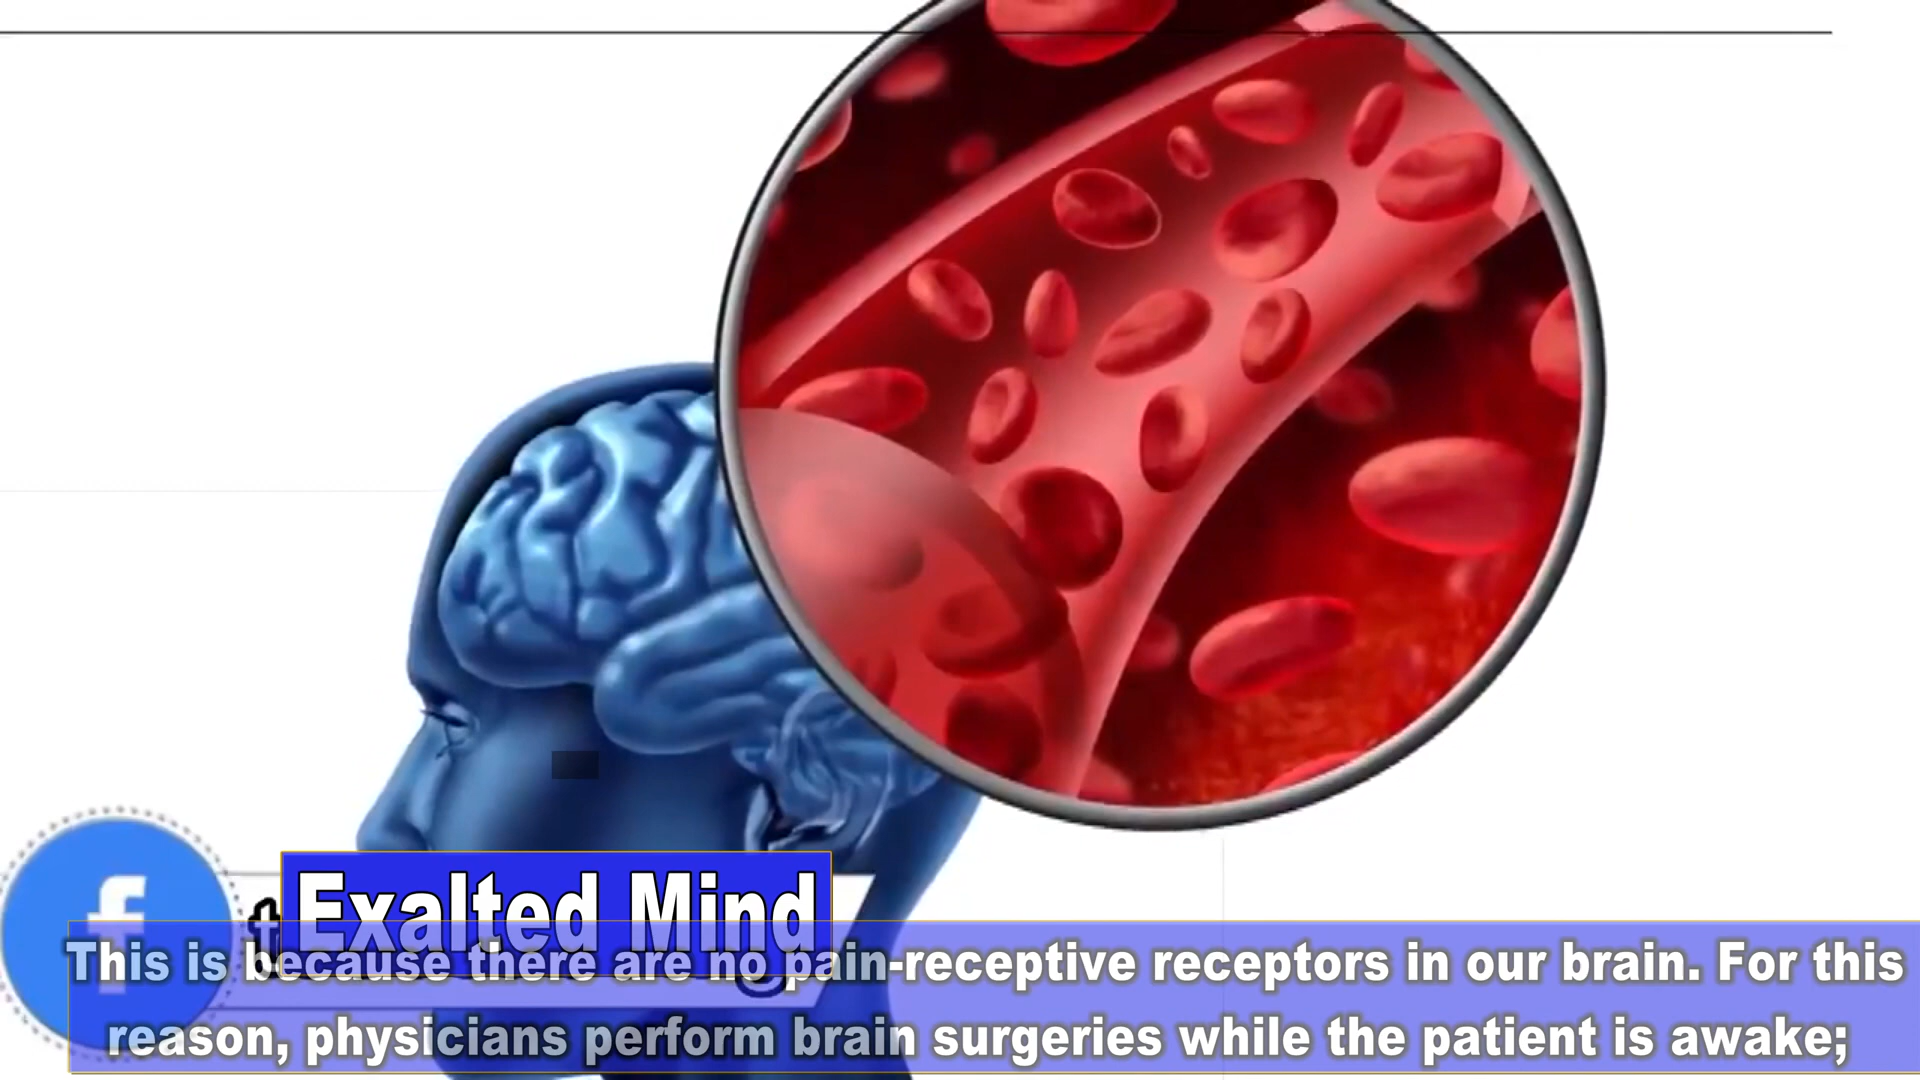 Exalted Mind
This is because there are no pain-receptive receptors in our brain. For this
reason, physicians perform brain surgeries while the patient is awake;